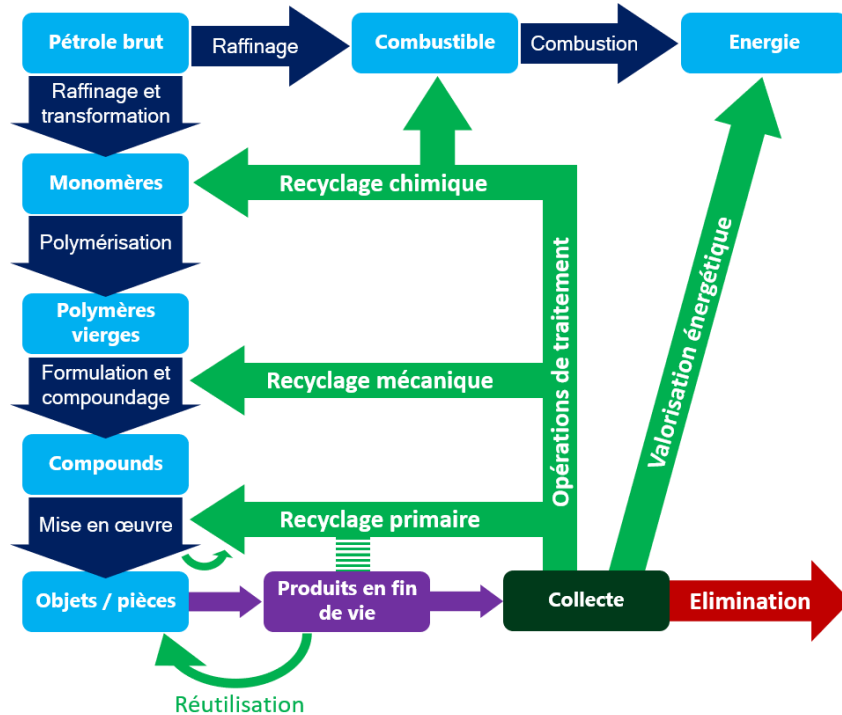 Pétrole brut
Raffinage
Combustible
Combustion
Energie
Raffinage et
transformation
Monomères
Recyclage chimique
Polymérisation
Polymères
vierges
Formulation et
compoundage
Recyclage mécanique
Opérations de traitement
Valorisation énergétique
Compounds
Mise en œuvre
Recyclage primaire
Objets / pièces
Produits en fin
de vie
Collecte
Elimination
Réutilisation